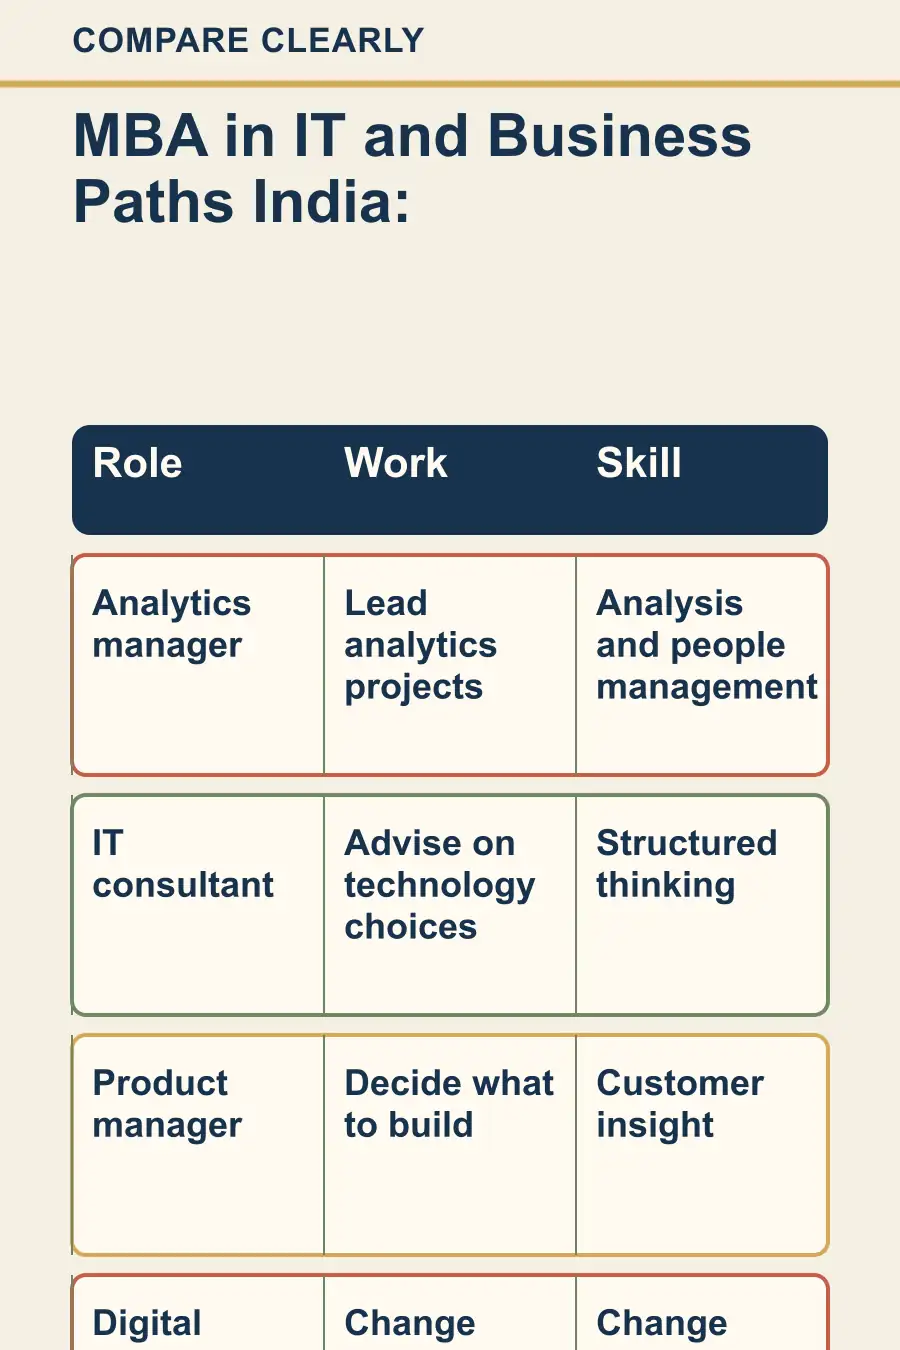 COMPARE CLEARLY
MBA in IT and Business
Paths India:
Role Work Skill
Analytics
manager
Lead
analytics
projects
Analysis
and people
management
IT
consultant
Advise on
technology
choices
Structured
thinking
Product
manager
Decide what
to build
Customer
insight
Digital
Change
Change